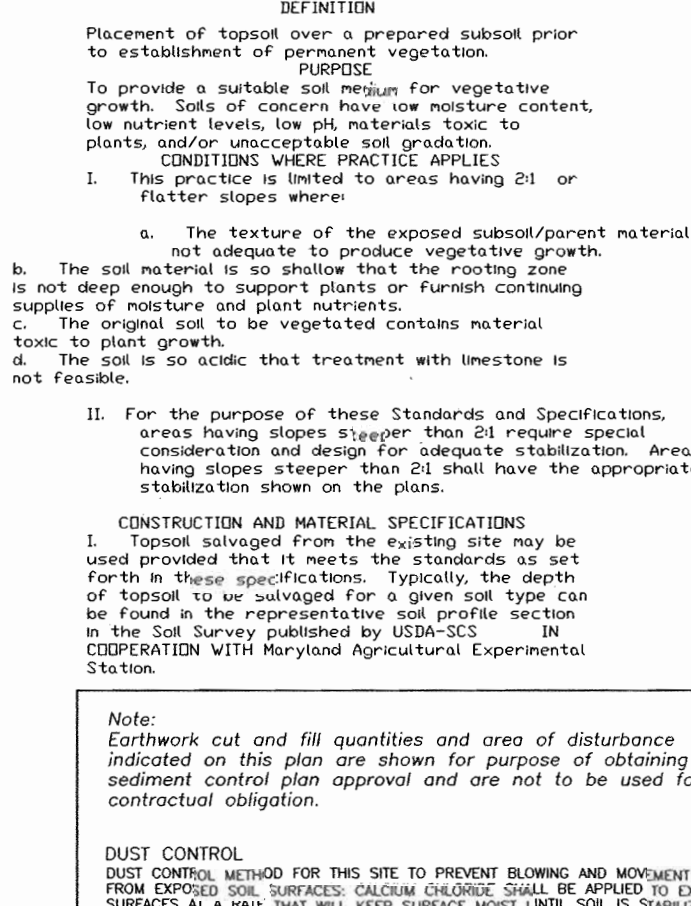 DEFINITION
Placement of topsoil over a prepared subsoil prior
to establishment of permanent vegetation.
PURPOSE
To provide a suitable soil medium for vegetative
growth. Soils of concern have low moisture content,
low nutrient levels, low pH, materials toxic to
plants, and/or unacceptable soil gradation.
CONDITIONS WHERE PRACTICE APPLIES
I. This practice is limited to areas having 2:1 or
flatter slopes where:
a. The texture of the exposed subsoil/parent material
not adequate to produce vegetative growth.
b. The soil material is so shallow that the rooting zone
is not deep enough to support plants or furnish continuing
supplies of moisture and plant nutrients.
c. The original soil to be vegetated contains material
toxic to plant growth.
d. The soil is so acidic that treatment with limestone is
not feasible.
II. For the purpose of these Standards and Specifications,
areas having slopes steeper than 2:1 require special
consideration and design for adequate stabilization. Area
having slopes steeper than 2:1 shall have the appropriat
stabilization shown on the plans.
CONSTRUCTION AND MATERIAL SPECIFICATIONS
I. Topsoil salvaged from the existing site may be
used provided that it meets the standards as set
forth in these specifications. Typically, the depth
of topsoil to be salvaged for a given soil type can
be found in the representative soil profile section
in the Soil Survey published by USDA-SCS IN
COOPERATION WITH Maryland Agricultural Experimental
Station.
Note:
Earthwork cut and fill quantities and area of disturbance
indicated on this plan are shown for purpose of obtaining
sediment control plan approval and are not to be used fo
contractual obligation.
DUST CONTROL
DUST CONTROL METHOD FOR THIS SITE TO PREVENT BLOWING AND MOVEMENT
FROM EXPOSED SOIL SURFACES: CALCIUM CHLORIDE SHALL BE APPLIED TO EX
SURFACES AT A RATE THAT WILL KEEP SURFACE MOIST UNTIL SOIL IS